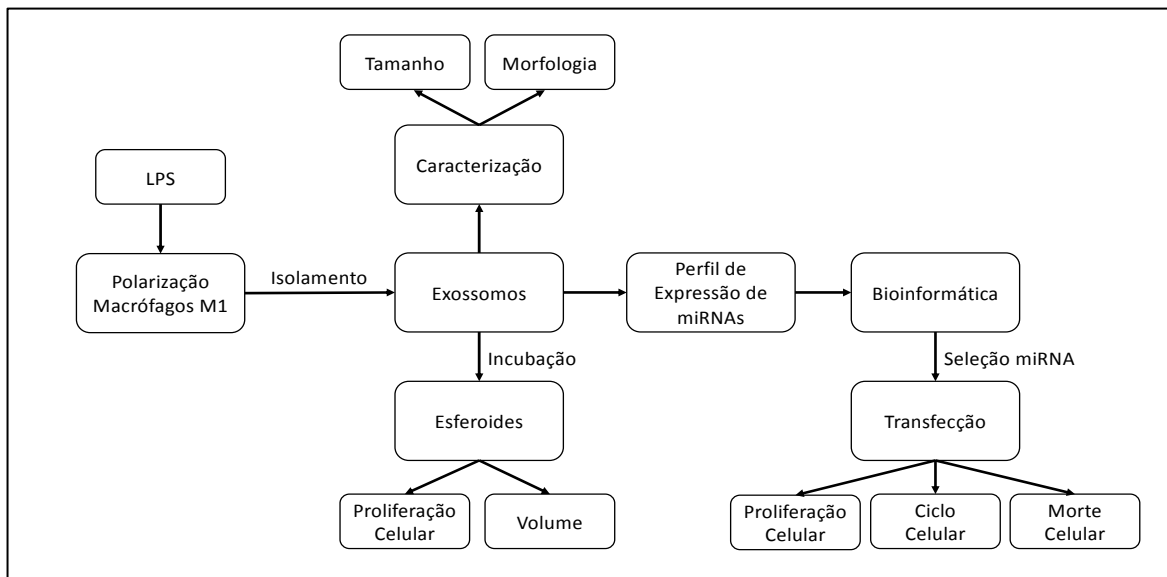 Tamanho
Morfologia
Caracterização
LPS
Polarização
Macrófagos M1
Isolamento
Exossomos
Perfil de
Expressão de
miRNAs
Bioinformática
Incubação
Seleção miRNA
Esferoides
Transfecção
Proliferação
Celular
Volume
Proliferação
Celular
Ciclo
Celular
Morte
Celular